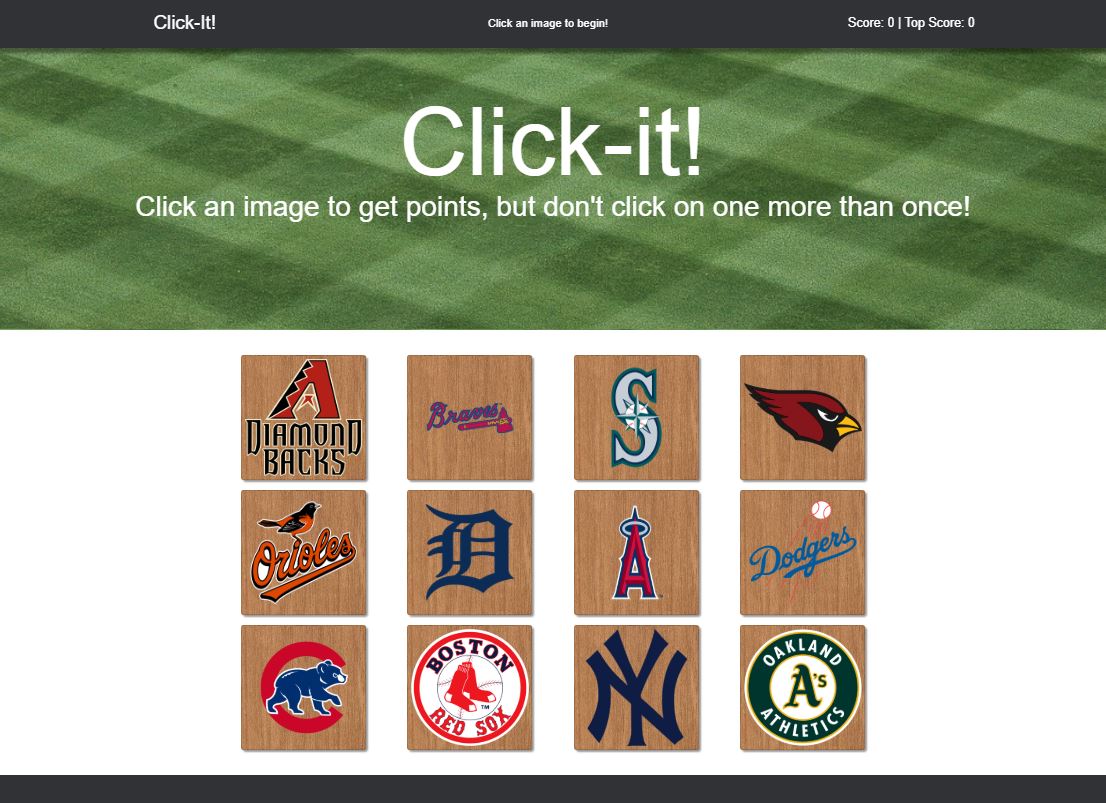 Click-It!
Click an image to begin!
Score: 0 | Top Score: 0
Click-it!
Click an image to get points, but don't click on one more than once!
A
DIAMOND
BACKS
Braves
S
Orioles
D
A
Dodgers
C
BOSTON
RED SOX
TM
NY
OAKLAND
A's
ATHLETICS